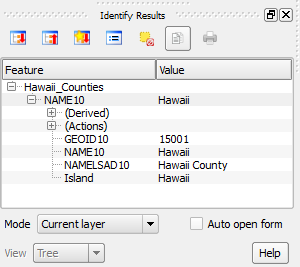 Identify Results
Feature Value
Hawaii_Counties
NAME10 Hawaii
(Derived)
(Actions)
GEOID10 15001
NAME10 Hawaii
NAMELSAD10 Hawaii County
Island Hawaii
Mode Current layer Auto open form
View Tree Help